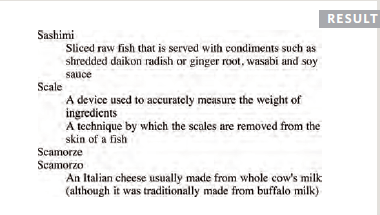 RESULT
Sashimi
Sliced raw fish that is served with condiments such as
shredded daikon radish or ginger root, wasabi and soy
sauce
Scale
A device used to accurately measure the weight of
ingredients
A technique by which the scales are removed from the
skin of a fish
Scamorze
Scamorzo
An Italian cheese usually made from whole cow's milk
(although it was traditionally made from buffalo milk)